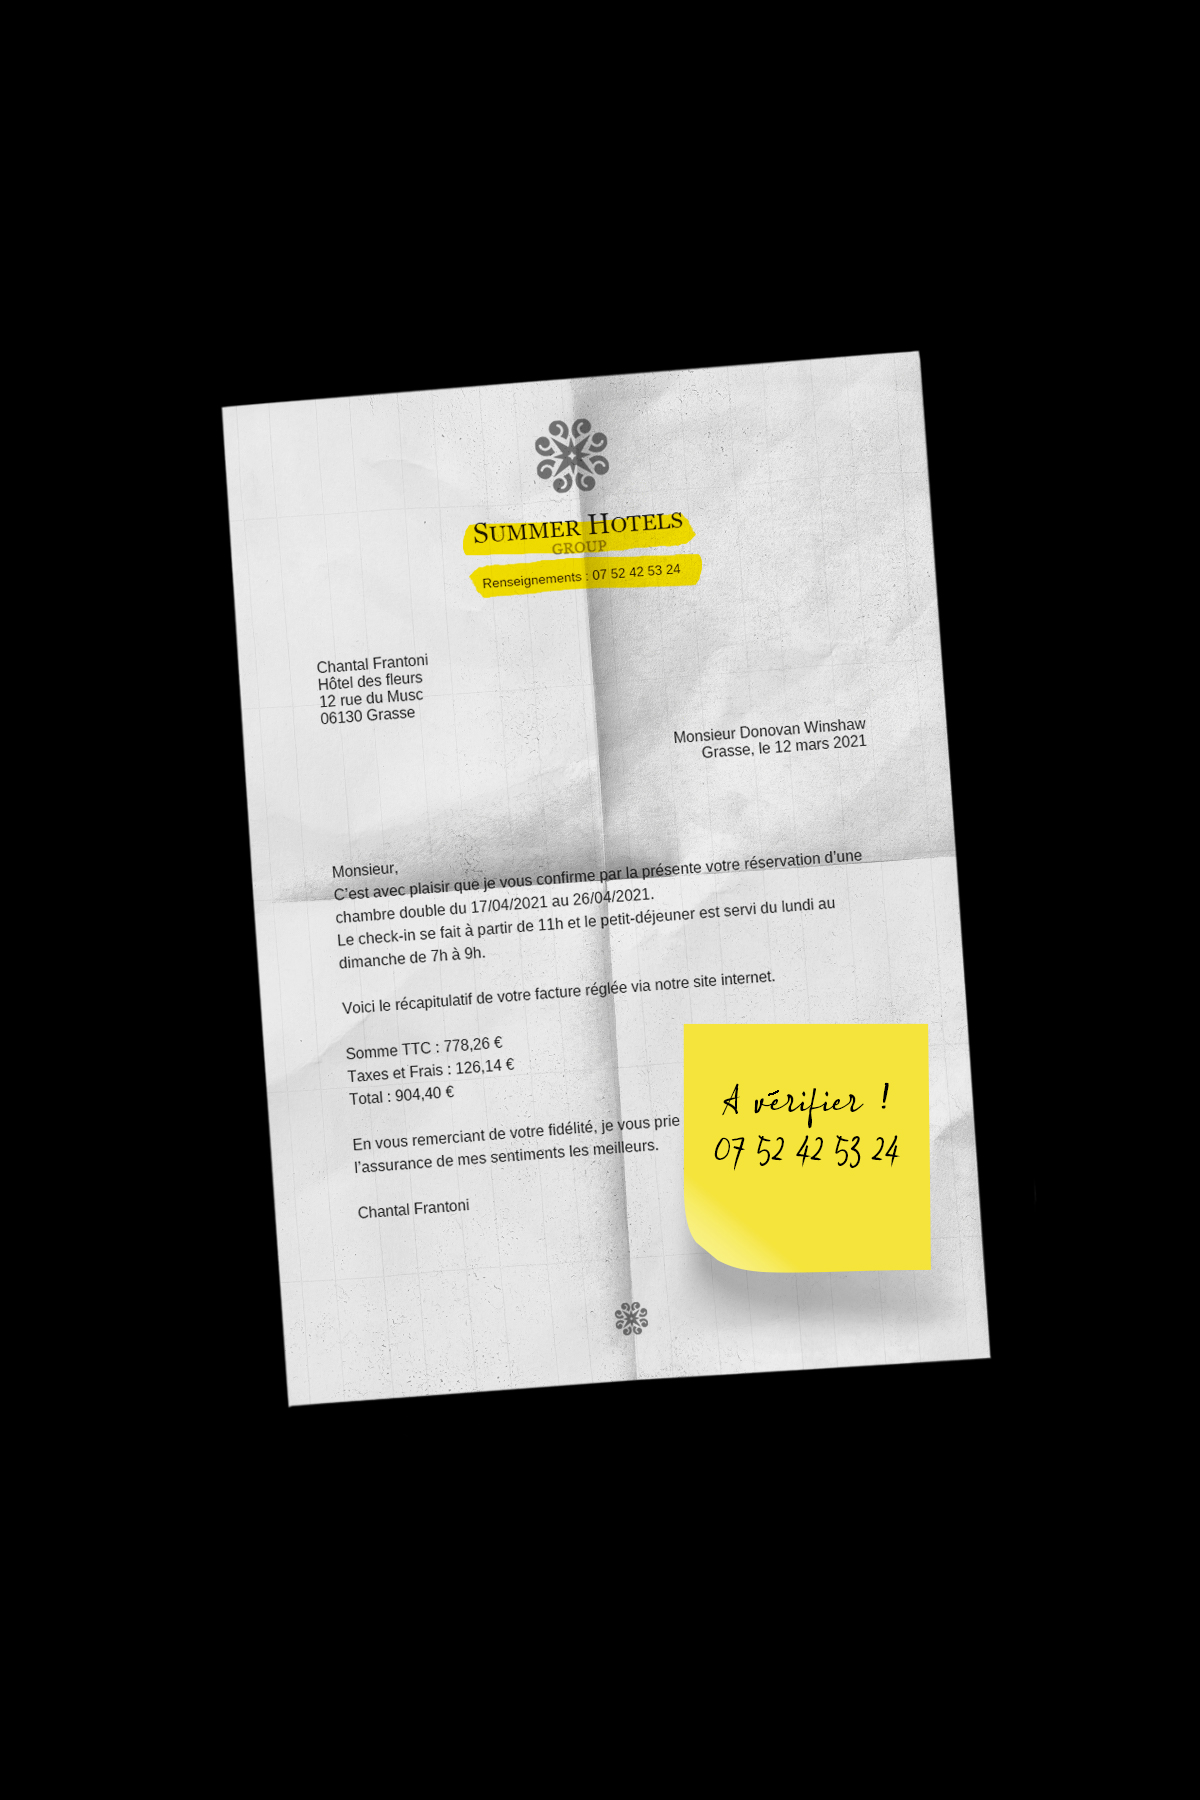 SUMMER HOTELS
GROUP
Renseignements : 07 52 42 53 24
Chantal Frantoni
Hôtel des fleurs
12 rue du Musc
06130 Grasse
Monsieur Donovan Winshaw
Grasse, le 12 mars 2021
Monsieur,
C’est avec plaisir que je vous confirme par la présente votre réservation d’une
chambre double du 17/04/2021 au 26/04/2021.
Le check-in se fait à partir de 11h et le petit-déjeuner est servi du lundi au
dimanche de 7h à 9h.
Voici le récapitulatif de votre facture réglée via notre site internet.
Somme TTC : 778,26 €
Taxes et Frais : 126,14 €
Total : 904,40 €
En vous remerciant de votre fidélité, je vous prie
l’assurance de mes sentiments les meilleurs.
Chantal Frantoni
A vérifier !
07 52 42 53 24